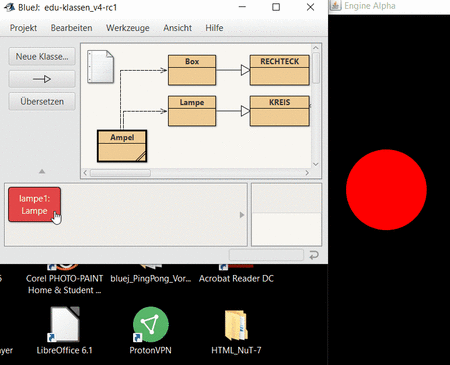 BlueJ: edu-klassen_v4-rc1
Engine Alpha
Projekt Bearbeiten Werkzeuge Ansicht Hilfe
Neue Klasse...
Übersetzen
Box
RECHTECK
Lampe
KREIS
Ampel
lampe1:
Lampe
Corel PHOTO-PAINT
Home & Student ...
bluej_PingPong_Vor...
Acrobat Reader DC
LibreOffice 6.1
ProtonVPN
HTML_NuT-7